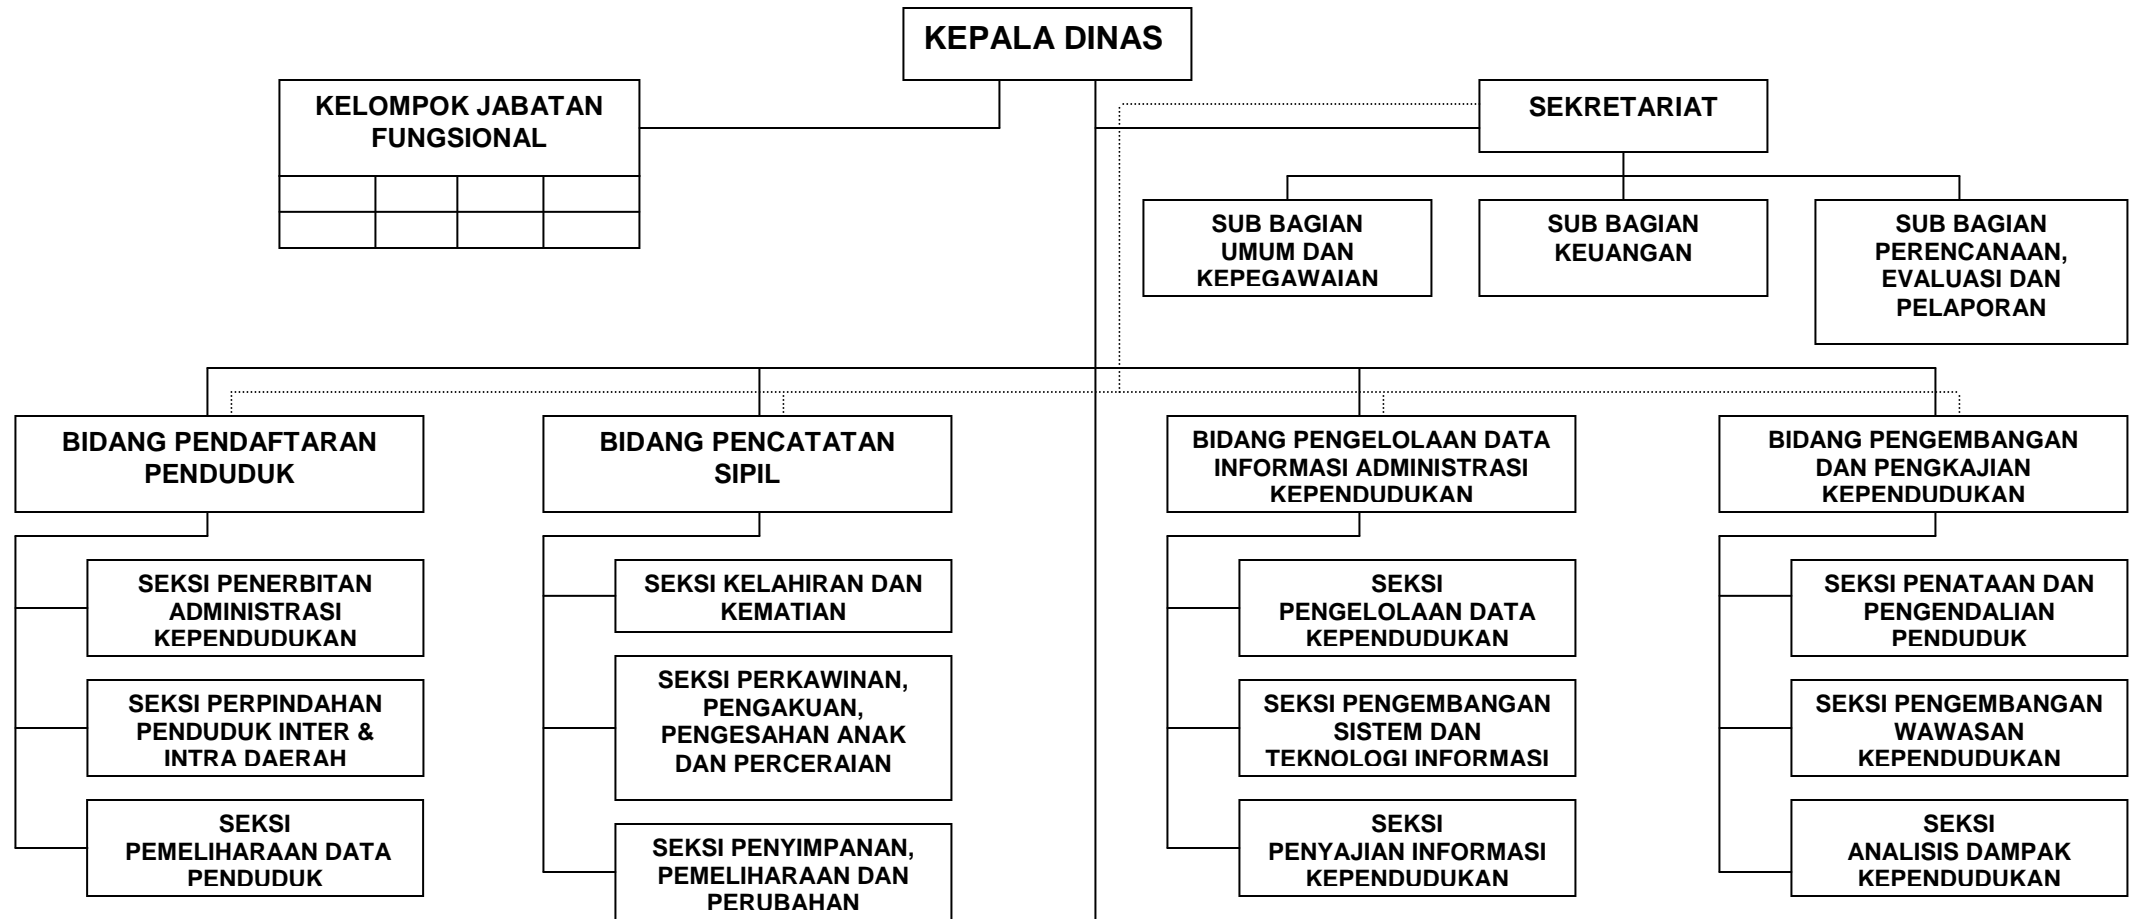 KEPALA DINAS
KELOMPOK JABATAN
FUNGSIONAL
SEKRETARIAT
SUB BAGIAN
UMUM DAN
KEPEGAWAIAN
SUB BAGIAN
KEUANGAN
SUB BAGIAN
PERENCANAAN,
EVALUASI DAN
PELAPORAN
BIDANG PENDAFTARAN
PENDUDUK
BIDANG PENCATATAN
SIPIL
BIDANG PENGELOLAAN DATA
INFORMASI ADMINISTRASI
KEPENDUDUKAN
BIDANG PENGEMBANGAN
DAN PENGKAJIAN
KEPENDUDUKAN
SEKSI PENERBITAN
ADMINISTRASI
KEPENDUDUKAN
SEKSI PERPINDAHAN
PENDUDUK INTER &
INTRA DAERAH
SEKSI
PEMELIHARAAN DATA
PENDUDUK
SEKSI KELAHIRAN DAN
KEMATIAN
SEKSI PERKAWINAN,
PENGAKUAN,
PENGESAHAN ANAK
DAN PERCERAIAN
SEKSI PENYIMPANAN,
PEMELIHARAAN DAN
PERUBAHAN
SEKSI
PENGELOLAAN DATA
KEPENDUDUKAN
SEKSI PENGEMBANGAN
SISTEM DAN
TEKNOLOGI INFORMASI
SEKSI
PENYAJIAN INFORMASI
KEPENDUDUKAN
SEKSI PENATAAN DAN
PENGENDALIAN
PENDUDUK
SEKSI PENGEMBANGAN
WAWASAN
KEPENDUDUKAN
SEKSI
ANALISIS DAMPAK
KEPENDUDUKAN